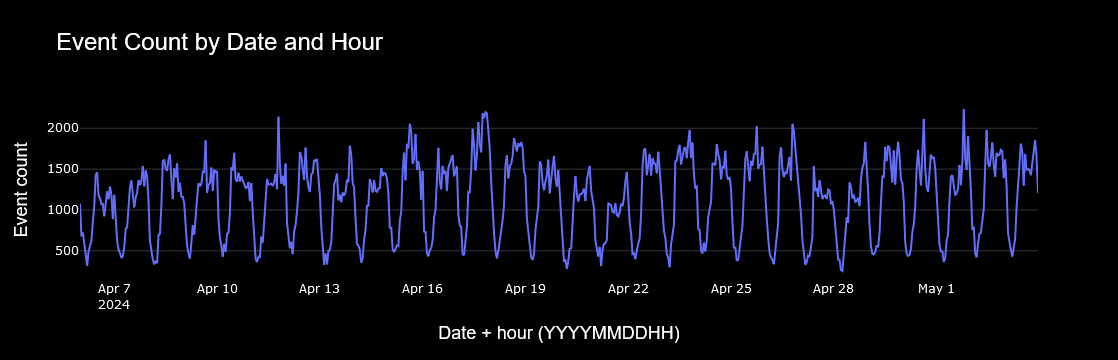 Event Count by Date and Hour
Event count
2000
1500
1000
500
Apr 7
2024
Apr 10
Apr 13
Apr 16
Apr 19
Apr 22
Apr 25
Apr 28
May 1
Date + hour (YYYYMMDDHH)